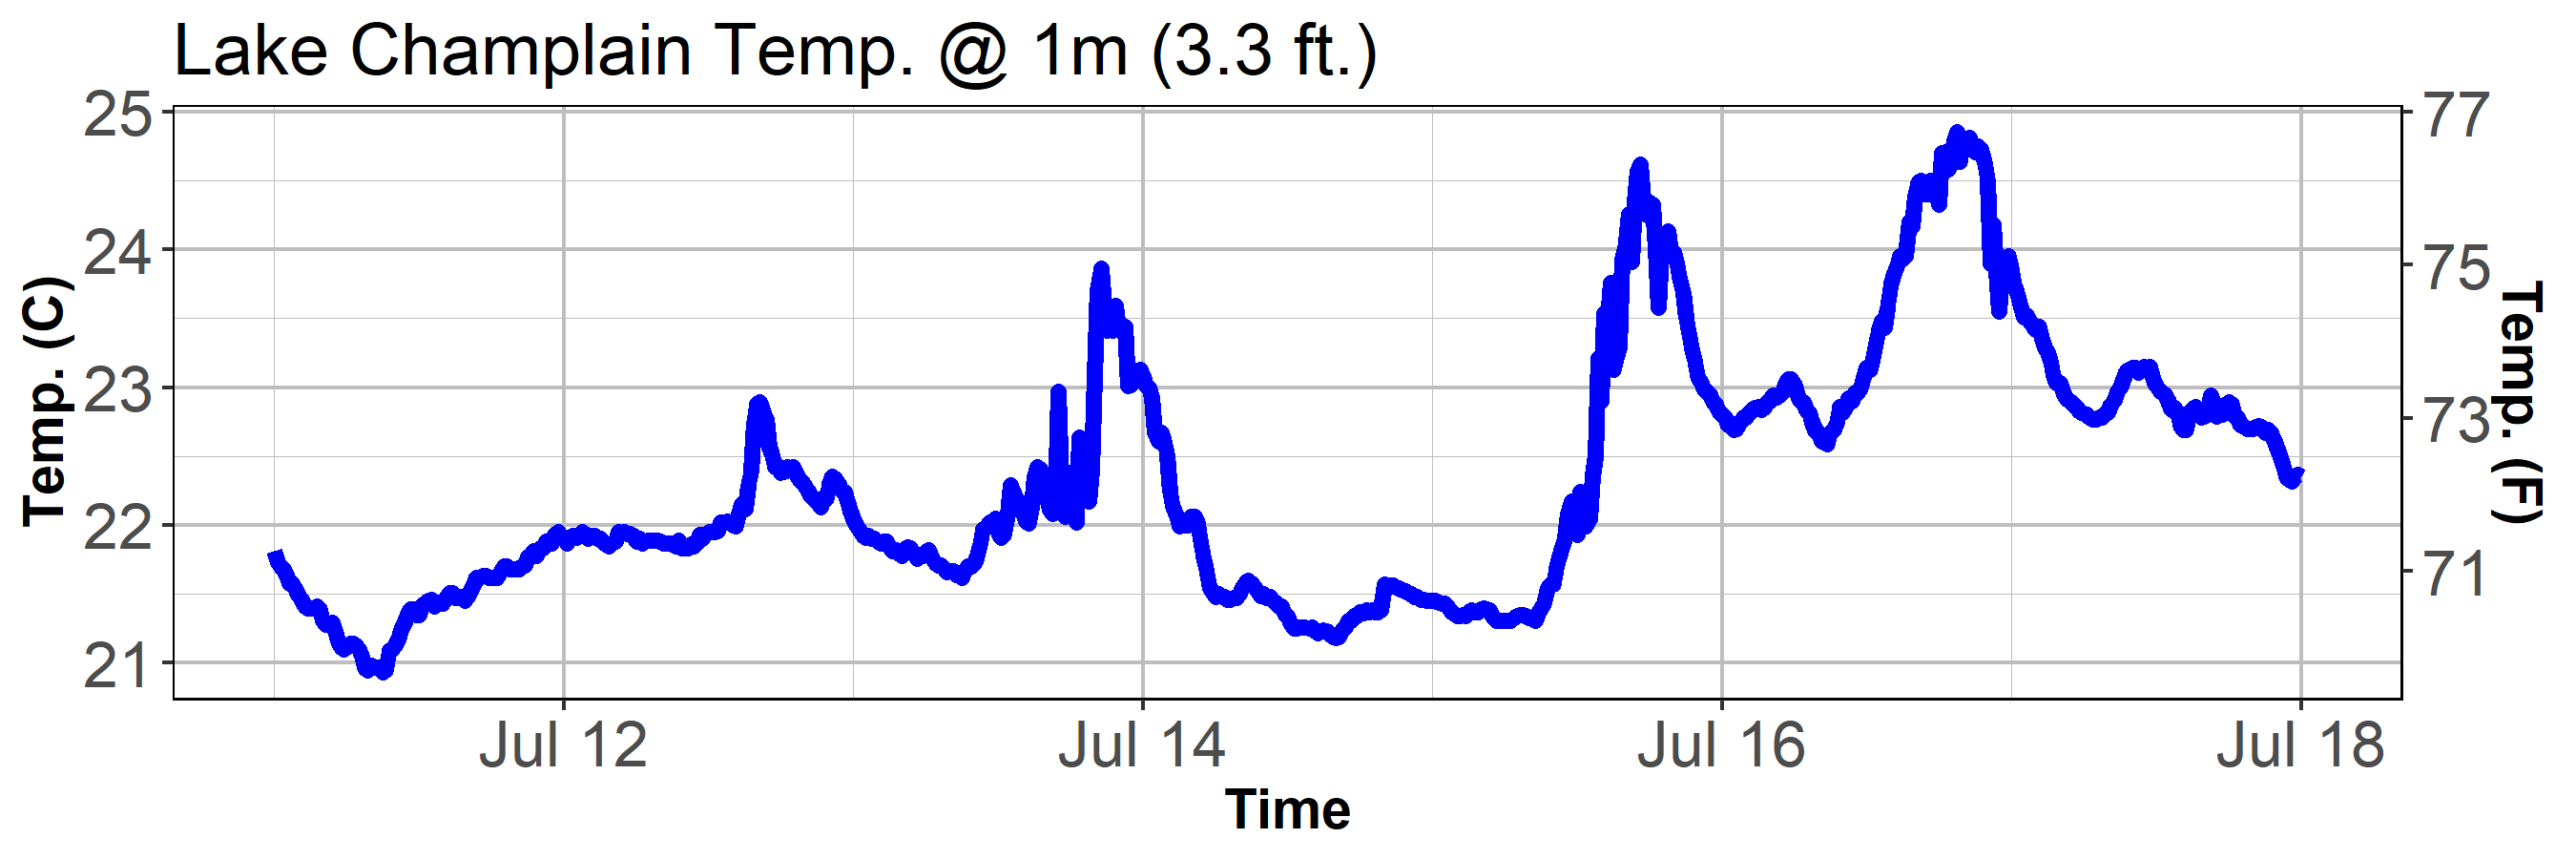 Lake Champlain Temp. @ 1m (3.3 ft.)
25
24
23
22
21
Temp. (C)
77
75
73
71
Temp. (F)
Jul 12 Jul 14 Jul 16 Jul 18
Time